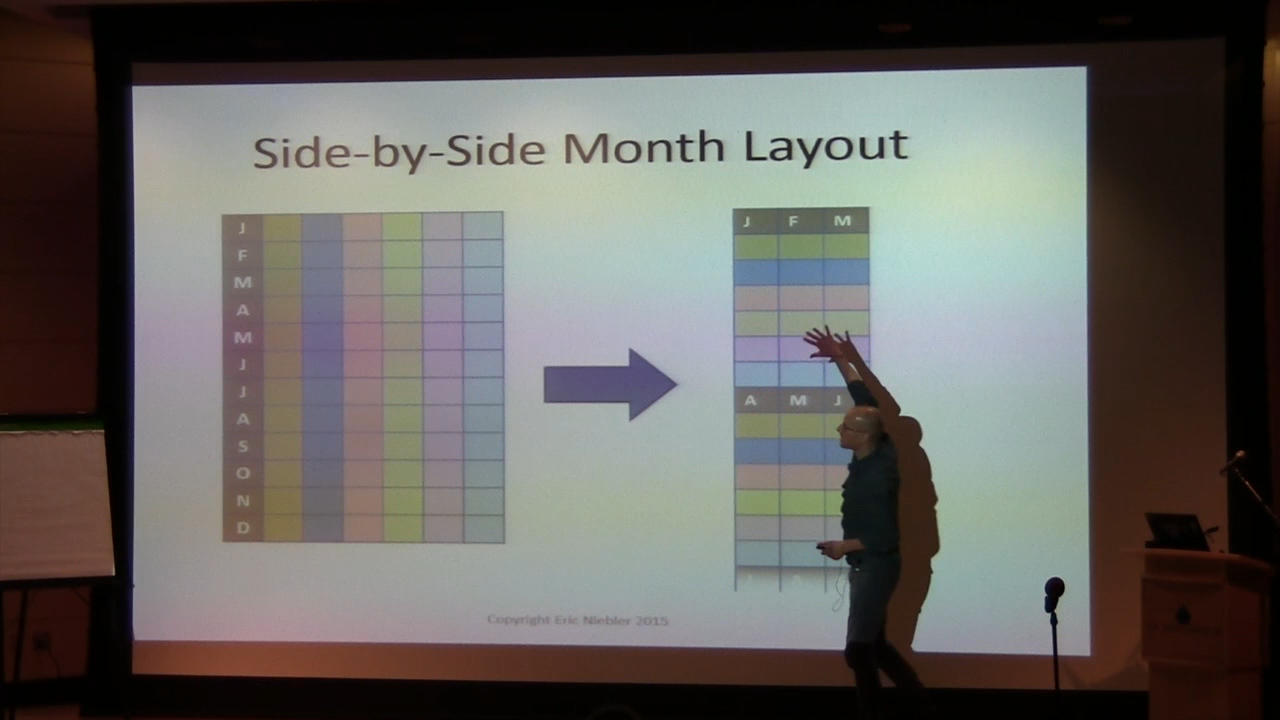 Side-by-Side Month Layout
J
F
M
A
M
J
J
A
S
O
N
D
J F M
A M J
Copyright Eric Niebler 2015